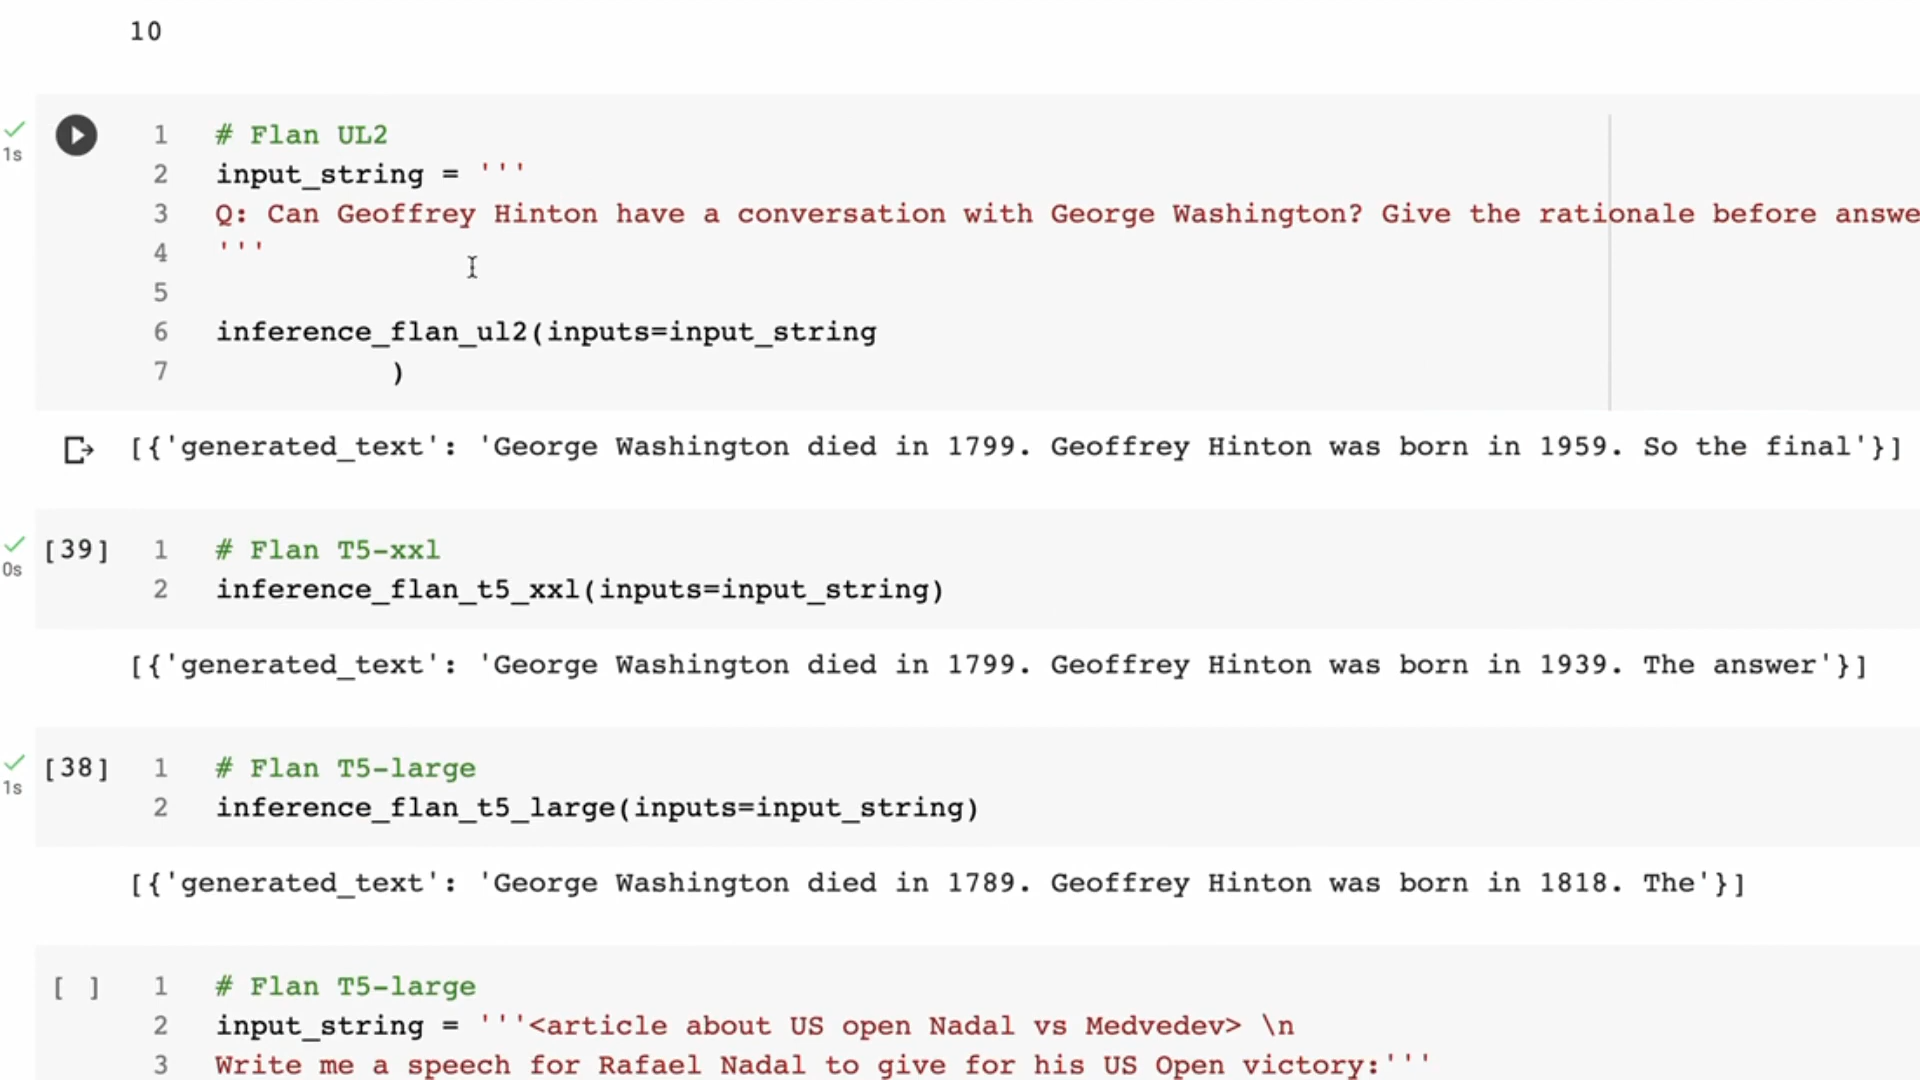 10
1 # Flan UL2
1s
2 input_string = '''
3 Q: Can Geoffrey Hinton have a conversation with George Washington? Give the rationale before answe
4 '''
5
6 inference_flan_ul2(inputs=input_string
7 )
[{'generated_text': 'George Washington died in 1799. Geoffrey Hinton was born in 1959. So the final'}]
[39] 1 # Flan T5-xxl
0s
2 inference_flan_t5_xxl(inputs=input_string)
[{'generated_text': 'George Washington died in 1799. Geoffrey Hinton was born in 1939. The answer'}]
[38] 1 # Flan T5-large
1s
2 inference_flan_t5_large(inputs=input_string)
[{'generated_text': 'George Washington died in 1789. Geoffrey Hinton was born in 1818. The'}]
[ ] 1 # Flan T5-large
2 input_string = '''<article about US open Nadal vs Medvedev> \n
3 Write me a speech for Rafael Nadal to give for his US Open victory:'''